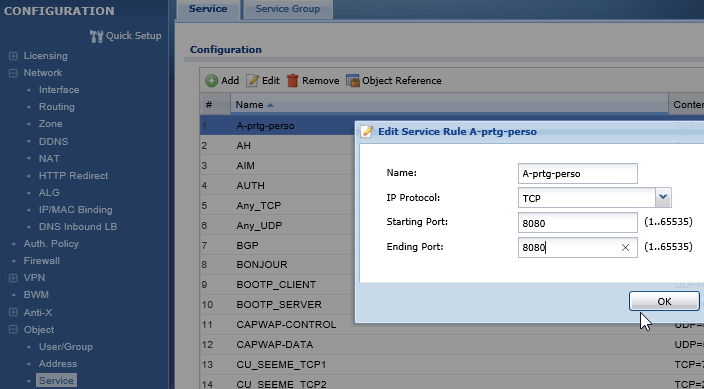 CONFIGURATION
Quick Setup
Licensing
Network
Interface
Routing
Zone
DDNS
NAT
HTTP Redirect
ALG
IP/MAC Binding
DNS Inbound LB
Auth. Policy
Firewall
VPN
BWM
Anti-X
Object
User/Group
Address
Service
Service Service Group
Configuration
Add Edit Remove Object Reference
# Name Conten
1 A-prtg-perso
2 AH
3 AIM
4 AUTH
5 Any_TCP
6 Any_UDP
7 BGP
8 BONJOUR
9 BOOTP_CLIENT
10 BOOTP_SERVER
11 CAPWAP-CONTROL UDP=
12 CAPWAP-DATA UDP=
13 CU_SEEME_TCP1 TCP=7
14 CU_SEEME_TCP2
Edit Service Rule A-prtg-perso
Name: A-prtg-perso
IP Protocol: TCP
Starting Port: 8080 (1..65535)
Ending Port: 8080 (1..65535)
OK